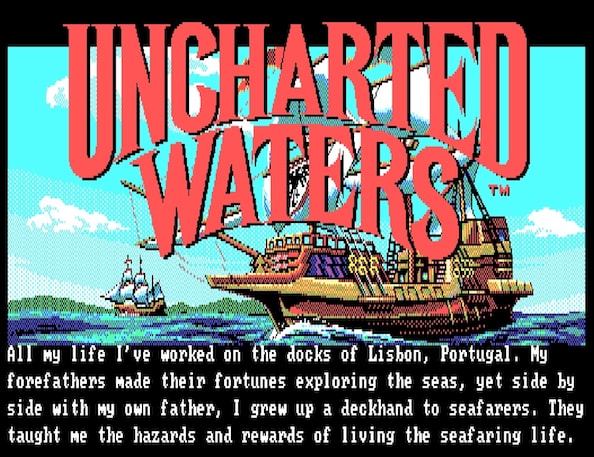 UNCHARTED
WATERS
™
All my life I've worked on the docks of Lisbon, Portugal. My
forefathers made their fortunes exploring the seas, yet side by
side with my own father, I grew up a deckhand to seafarers. They
taught me the hazards and rewards of living the seafaring life.